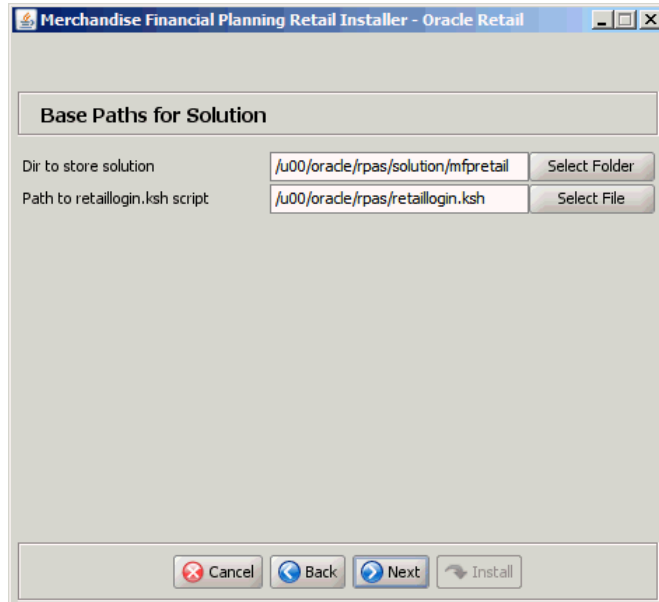 Merchandise Financial Planning Retail Installer - Oracle Retail
Base Paths for Solution
Dir to store solution /u00/oracle/rpas/solution/mfpretail Select Folder
Path to retaillogin.ksh script /u00/oracle/rpas/retaillogin.ksh Select File
Cancel Back Next Install